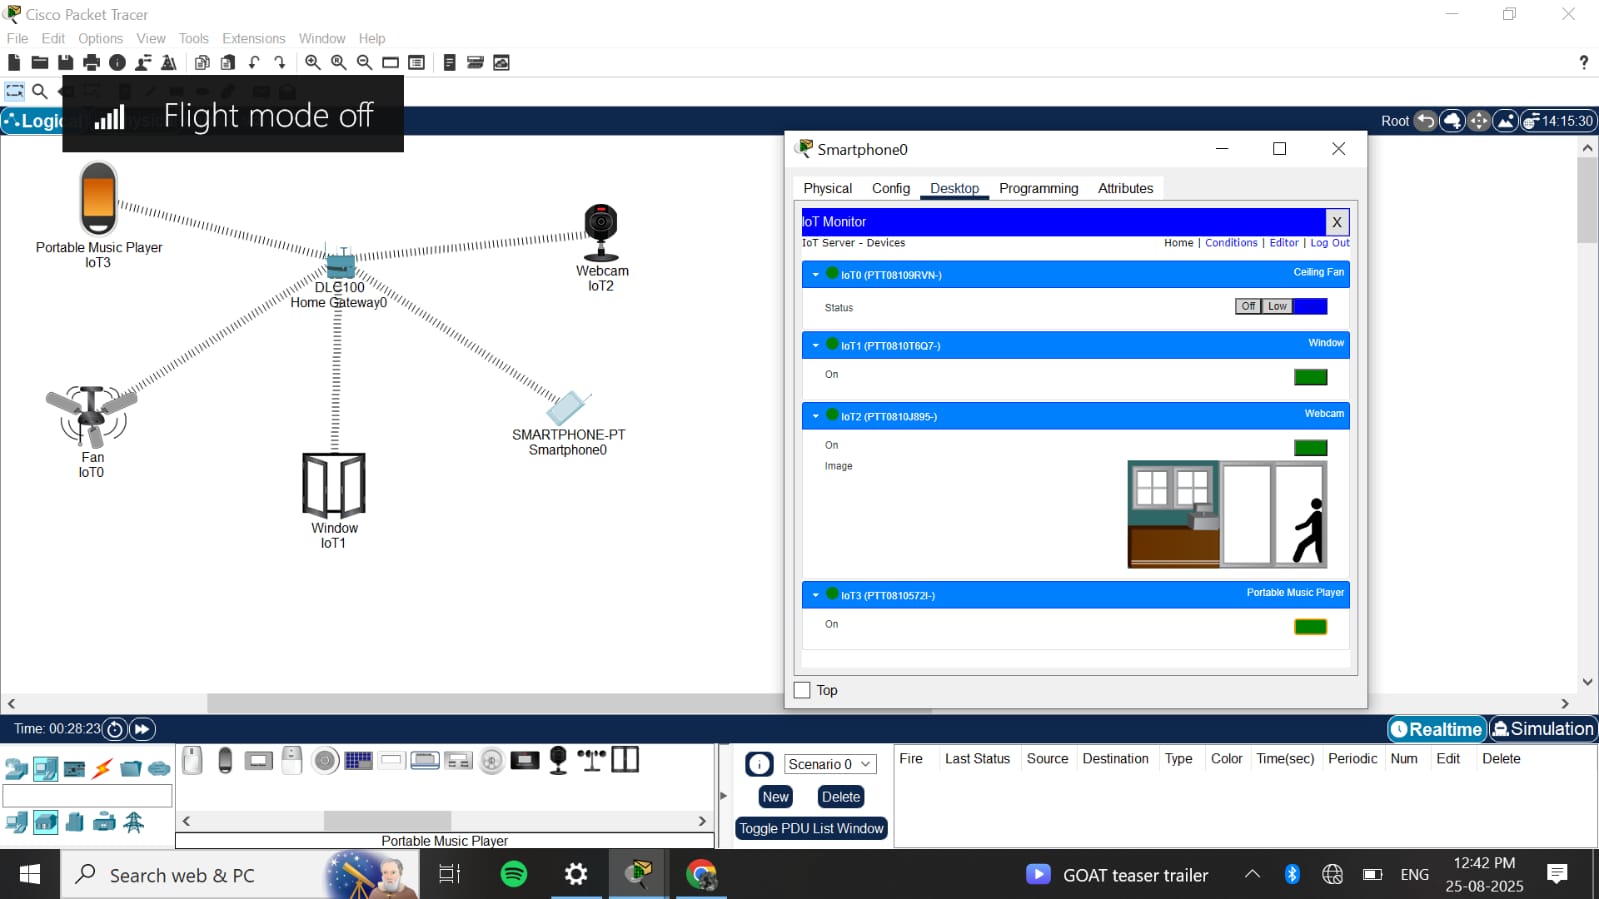 Cisco Packet Tracer
File Edit Options View Tools Extensions Window Help
?
Flight mode off
Logical
Root 14:15:30
Portable Music Player
IoT3
Webcam
IoT2
DLC100
Home Gateway0
Fan
IoT0
SMARTPHONE-PT
Smartphone0
Window
IoT1
Smartphone0
Physical Config Desktop Programming Attributes
IoT Monitor X
IoT Server - Devices Home | Conditions | Editor | Log Out
IoT0 (PTT08109RVN-) Ceiling Fan
Status Off Low
IoT1 (PTT0810T6Q7-) Window
On
IoT2 (PTT0810J895-) Webcam
On
Image
IoT3 (PTT0810572I-) Portable Music Player
On
Top
Time: 00:28:23 Realtime Simulation
Scenario 0
New Delete
Toggle PDU List Window
Fire Last Status Source Destination Type Color Time(sec) Periodic Num Edit Delete
Portable Music Player
Search web & PC
GOAT teaser trailer
ENG
12:42 PM
25-08-2025